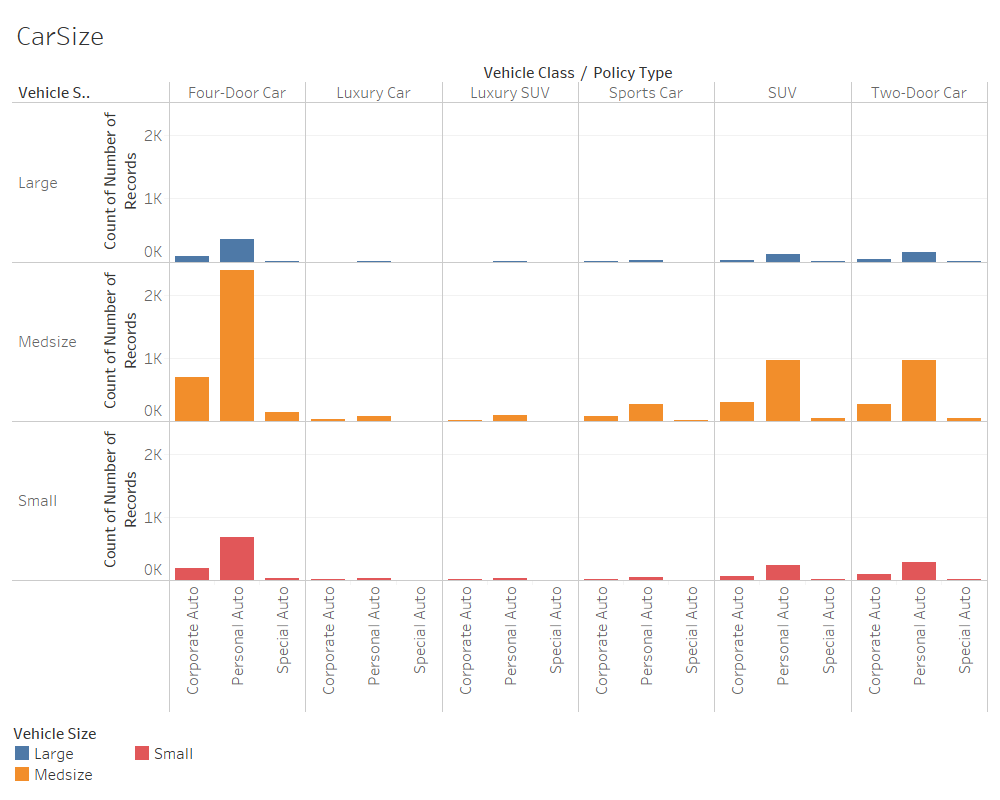 CarSize
Vehicle Class / Policy Type
Vehicle S.. Four-Door Car Luxury Car Luxury SUV Sports Car SUV Two-Door Car
Large
Count of Number of
Records
2K
1K
0K
Medsize
Count of Number of
Records
2K
1K
0K
Small
Count of Number of
Records
2K
1K
0K
Corporate Auto
Personal Auto
Special Auto
Corporate Auto
Personal Auto
Special Auto
Corporate Auto
Personal Auto
Special Auto
Corporate Auto
Personal Auto
Special Auto
Corporate Auto
Personal Auto
Special Auto
Corporate Auto
Personal Auto
Special Auto
Vehicle Size
Large Small
Medsize